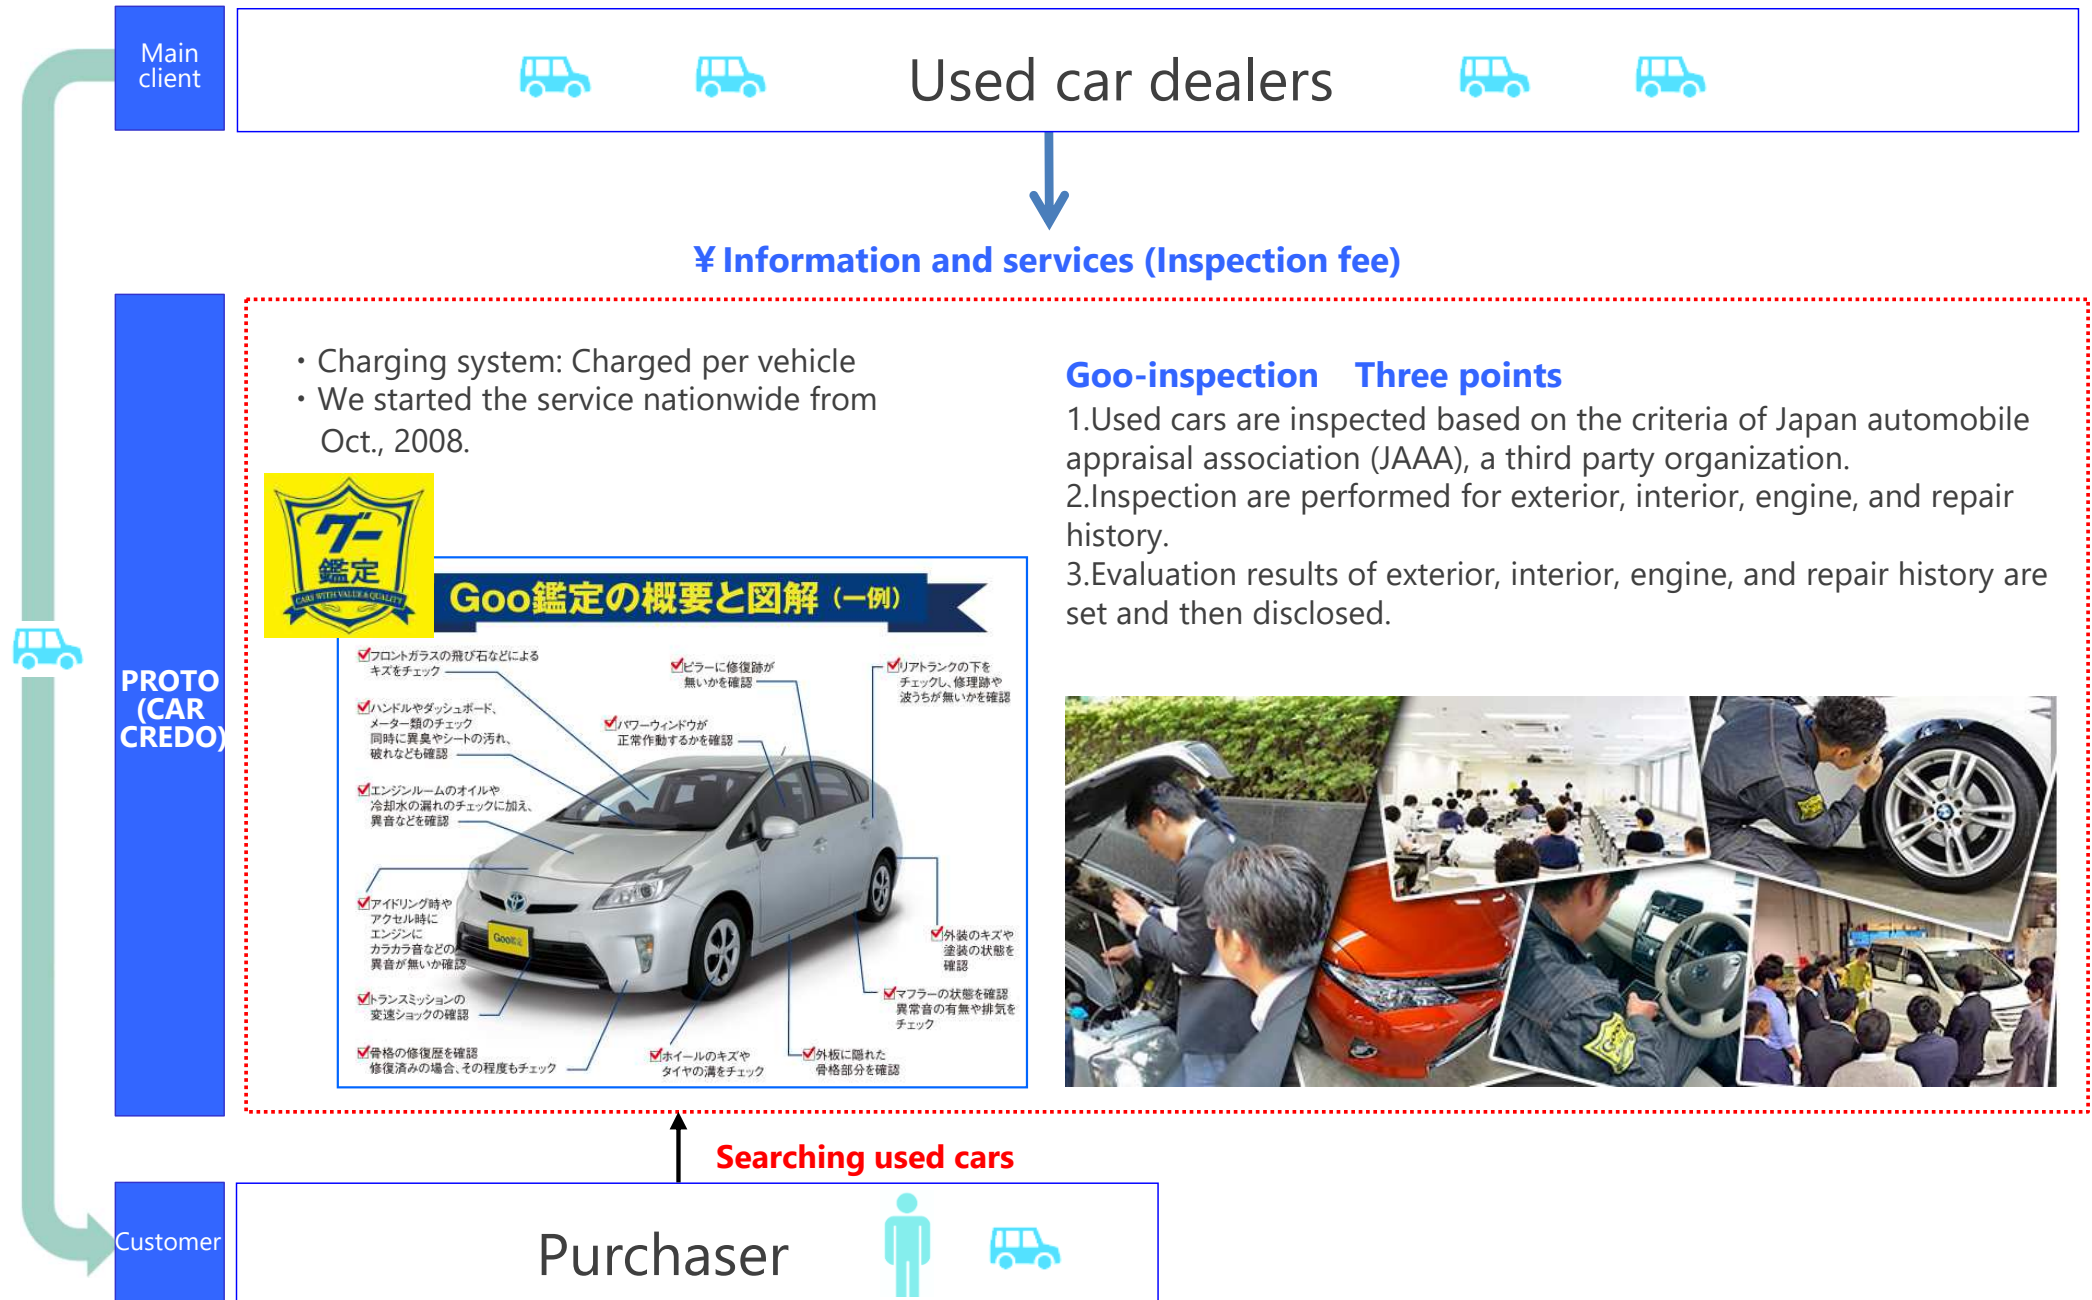 Main
client
Used car dealers
¥ Information and services (Inspection fee)
PROTO
(CAR
CREDO)
・Charging system: Charged per vehicle
・We started the service nationwide from
Oct., 2008.
Goo-inspection Three points
1.Used cars are inspected based on the criteria of Japan automobile
appraisal association (JAAA), a third party organization.
2.Inspection are performed for exterior, interior, engine, and repair
history.
3.Evaluation results of exterior, interior, engine, and repair history are
set and then disclosed.
グー
鑑定
CARS WITH VALUE & QUALITY
Goo鑑定の概要と図解（一例）
フロントガラスの飛び石などによる
キズをチェック
ピラーに修復跡が
無いかを確認
リアトランクの下を
チェックし、修理跡や
波うちが無いかを確認
ハンドルやダッシュボード、
メーター類のチェック
同時に異臭やシートの汚れ、
破れなども確認
パワーウィンドウが
正常作動するかを確認
エンジンルームのオイルや
冷却水の漏れのチェックに加え、
異音などを確認
アイドリング時や
アクセル時に
エンジンに
カラカラ音などの
異音が無いか確認
Goo鑑定
外装のキズや
塗装の状態を
確認
トランスミッションの
変速ショックの確認
マフラーの状態を確認
異常音の有無や排気を
チェック
骨格の修復歴を確認
修復済みの場合、その程度もチェック
ホイールのキズや
タイヤの溝をチェック
外板に隠れた
骨格部分を確認
Searching used cars
Customer
Purchaser